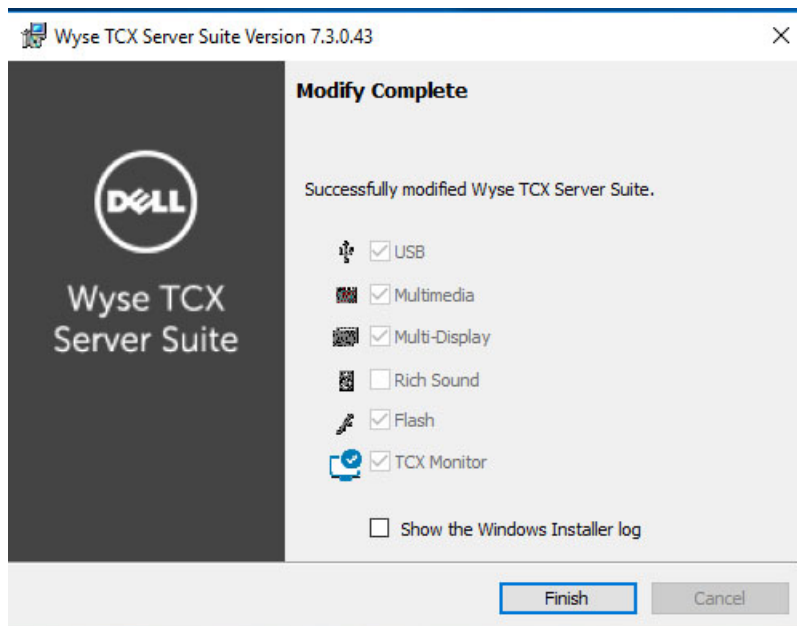 Wyse TCX Server Suite Version 7.3.0.43
Modify Complete
DELL
Wyse TCX
Server Suite
Successfully modified Wyse TCX Server Suite.
USB
Multimedia
Multi-Display
Rich Sound
Flash
TCX Monitor
Show the Windows Installer log
Finish
Cancel